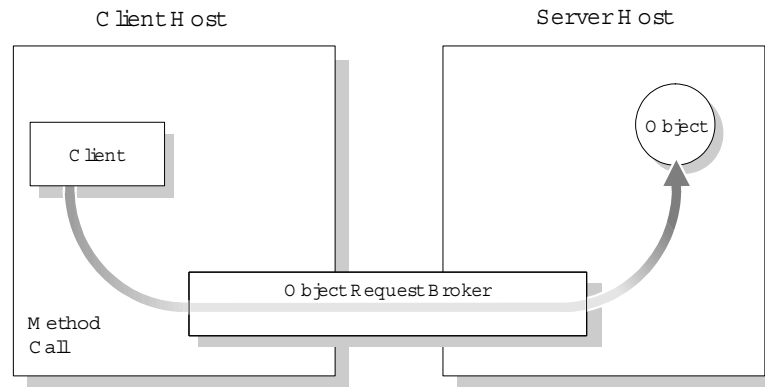 Client Host
Server Host
Client
Object
Object Request Broker
Method
Call